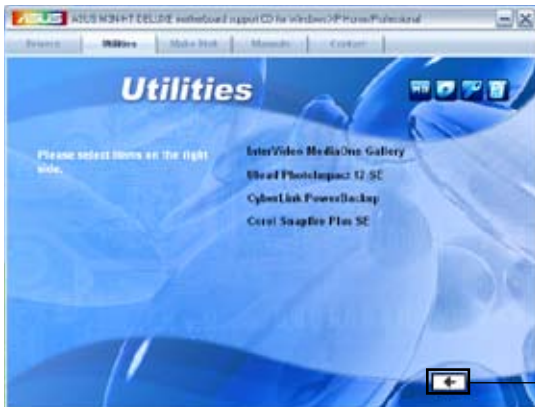 ASUS M3N-HT DELUXE motherboard support CD for Windows XP Home/Professional
Drivers
Utilities
Make Disk
Manuals
Contact
Utilities
Please select items on the right
side.
InterVideo MediaOne Gallery
Ulead PhotoImpact 12 SE
CyberLink PowerBackup
Corel Snapfire Plus SE